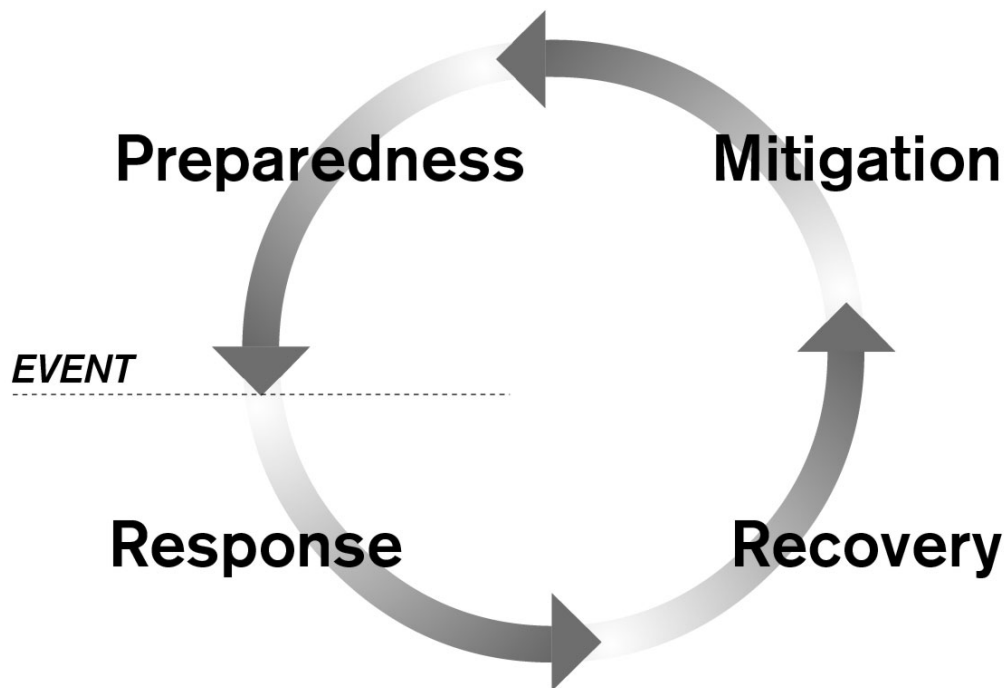 Preparedness
Mitigation
EVENT
Response
Recovery